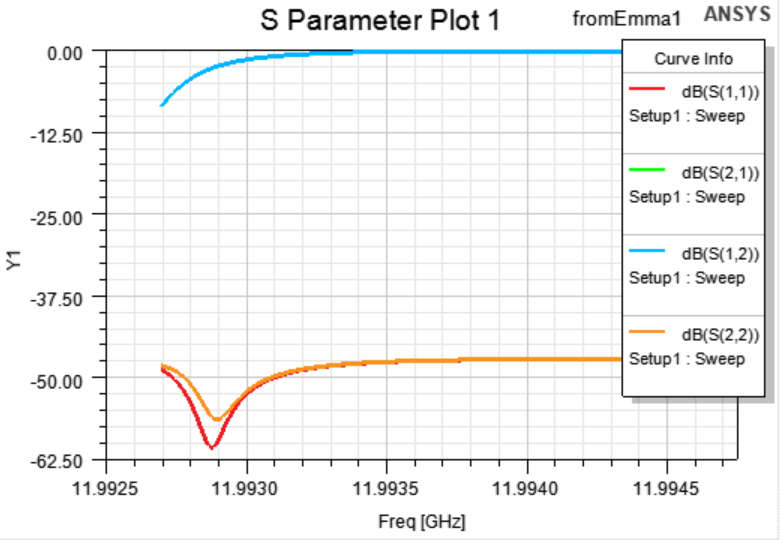 S Parameter Plot 1
fromEmma1
ANSYS
0.00
-12.50
-25.00
-37.50
-50.00
-62.50
Y1
11.9925
11.9930
11.9935
11.9940
11.9945
Freq [GHz]
Curve Info
dB(S(1,1))
Setup1 : Sweep
dB(S(2,1))
Setup1 : Sweep
dB(S(1,2))
Setup1 : Sweep
dB(S(2,2))
Setup1 : Sweep